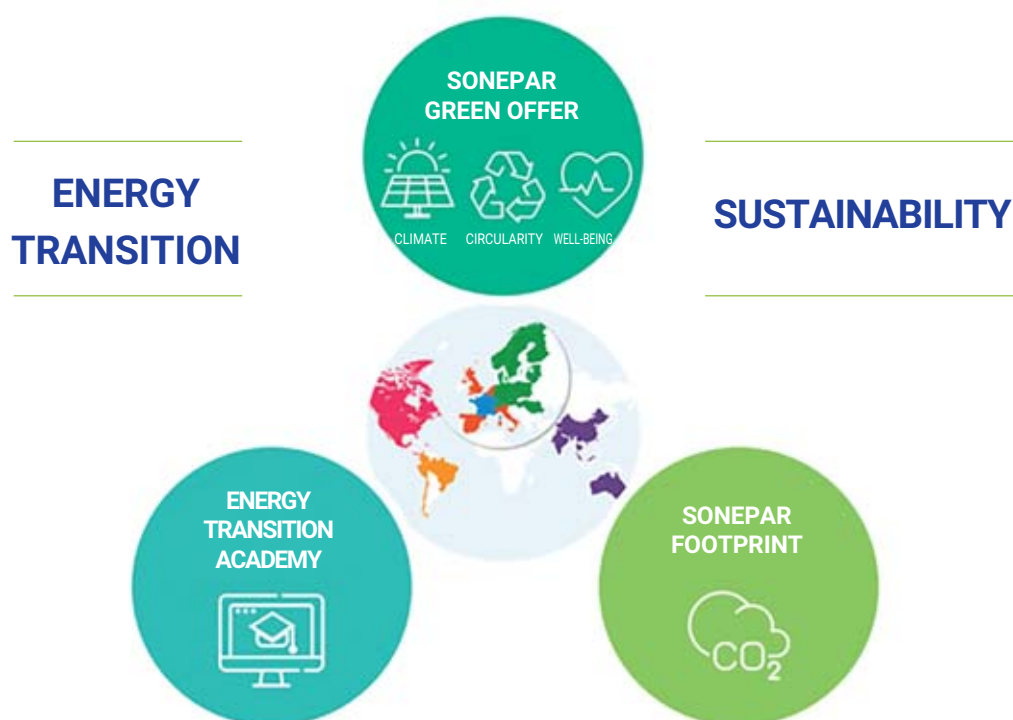 SONEPAR
GREEN OFFER
CLIMATE CIRCULARITY WELL-BEING
ENERGY
TRANSITION
SUSTAINABILITY
ENERGY
TRANSITION
ACADEMY
SONEPAR
FOOTPRINT
CO2